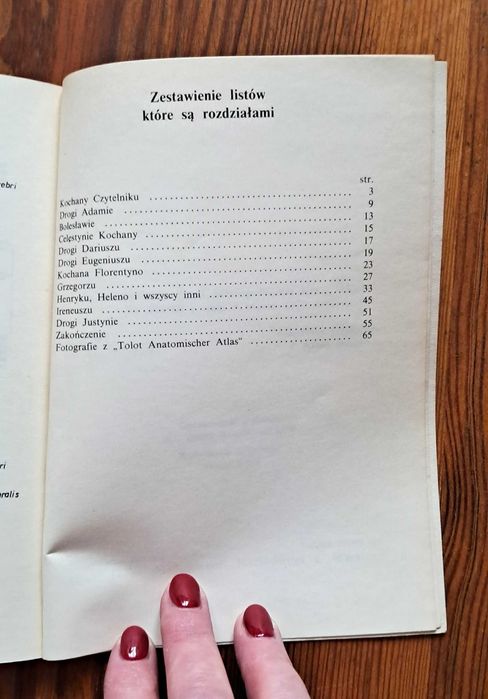 Zestawienie listów
które są rozdziałami
str.
Kochany Czytelniku 3
Drogi Adamie 9
Bolesławie 13
Celestynie Kochany 15
Drogi Dariuszu 17
Drogi Eugeniuszu 19
Kochana Florentyno 23
Grzegorzu 27
Henryku, Heleno i wszyscy inni 33
Ireneuszu 45
Drogi Justynie 51
Zakończenie 55
Fotografie z „Tolot Anatomischer Atlas” 65